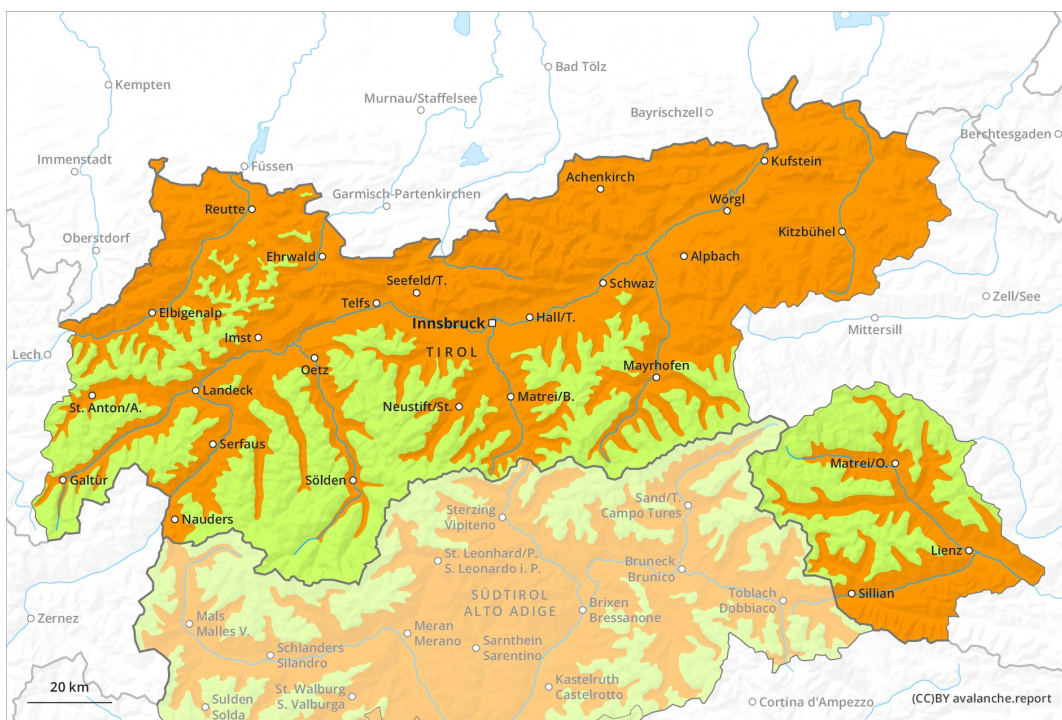 Kempten
Bad Tölz
Murnau/Staffelsee
Bayrischzell
Berchtesgaden
Immenstadt
Füssen
Kufstein
Achenkirch
Garmisch-Partenkirchen
Reutte
Wörgl
Oberstdorf
Kitzbühel
Ehrwald
Alpbach
Seefeld/T.
Schwaz
Zell/See
Telfs
Elbigenalp
Hall/T.
Innsbruck
Mittersill
Imst
Lech
TIROL
Oetz
Mayrhofen
Landeck
Matrei/B.
St. Anton/A.
Neustift/St.
Serfaus
Matrei/O.
Galtür
Sölden
Sand/T.
Campo Tures
Sterzing
Vipiteno
Nauders
Lienz
St. Leonhard/P.
S. Leonardo i. P.
Bruneck
Brunico
Sillian
SÜDTIROL
ALTO ADIGE
Toblach
Dobbiaco
Brixen
Bressanone
Zernez
Mals
Malles V.
Meran
Merano
Sarnthein
Sarentino
Schlanders
Silandro
Kastelruth
Castelrotto
20 km
St. Walburg
S. Valburga
Sulden
Solda
Cortina d'Ampezzo
(CC)BY avalanche.report